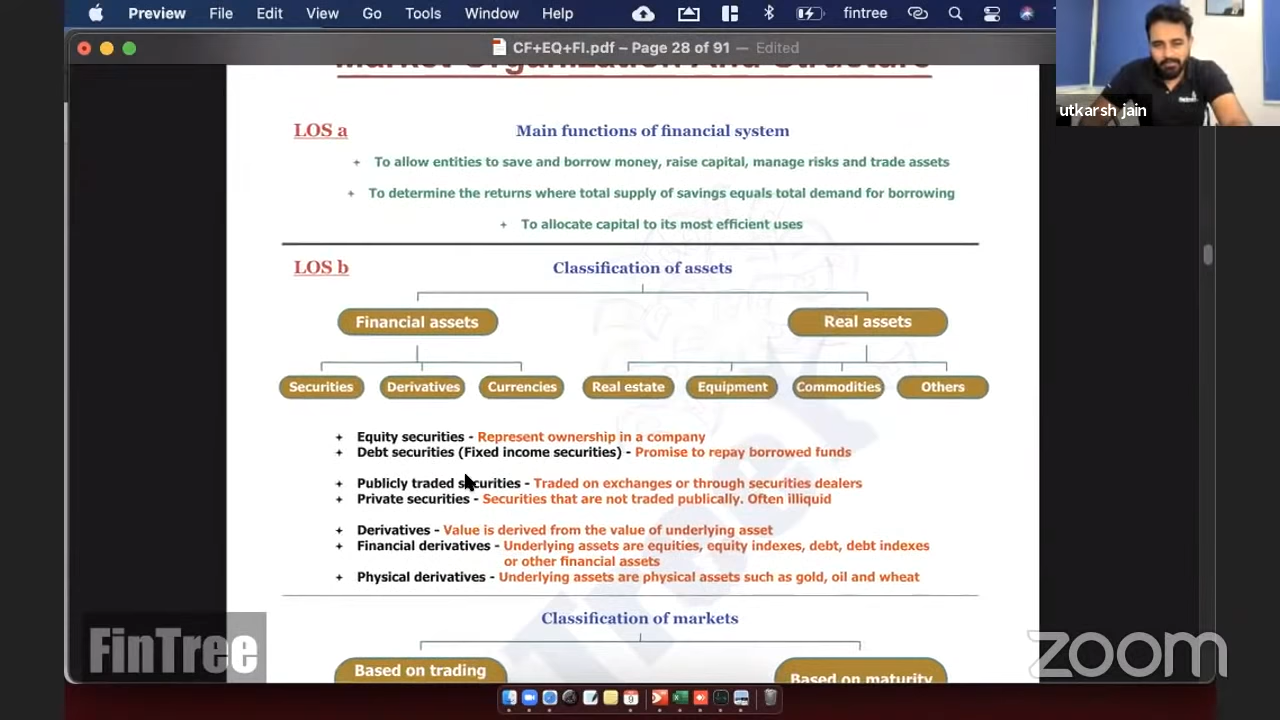 Preview File Edit View Go Tools Window Help fintree
CF+EQ+FI.pdf – Page 28 of 91 — Edited
utkarsh jain
Market Organization And Structure
LOS a Main functions of financial system
To allow entities to save and borrow money, raise capital, manage risks and trade assets
To determine the returns where total supply of savings equals total demand for borrowing
To allocate capital to its most efficient uses
LOS b Classification of assets
Financial assets Real assets
Securities Derivatives Currencies Real estate Equipment Commodities Others
Equity securities - Represent ownership in a company
Debt securities (Fixed income securities) - Promise to repay borrowed funds
Publicly traded securities - Traded on exchanges or through securities dealers
Private securities - Securities that are not traded publically. Often illiquid
Derivatives - Value is derived from the value of underlying asset
Financial derivatives - Underlying assets are equities, equity indexes, debt, debt indexes
or other financial assets
Physical derivatives - Underlying assets are physical assets such as gold, oil and wheat
Classification of markets
Based on trading Based on maturity
FinTree
zoom